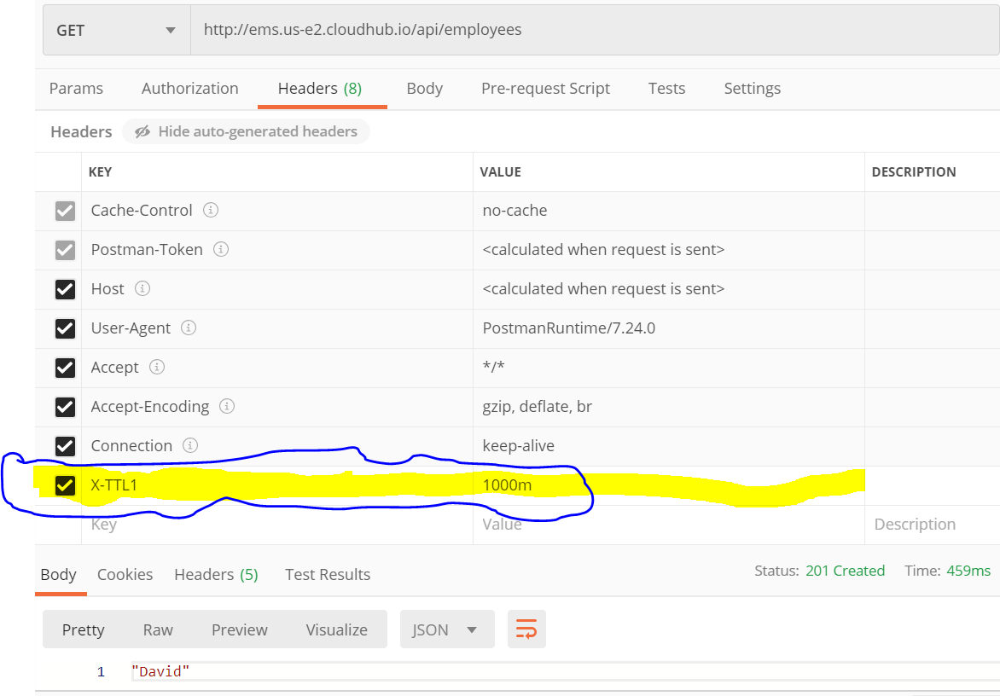 GET http://ems.us-e2.cloudhub.io/api/employees
Params Authorization Headers (8) Body Pre-request Script Tests Settings
Headers Hide auto-generated headers
KEY VALUE DESCRIPTION
Cache-Control no-cache
Postman-Token <calculated when request is sent>
Host <calculated when request is sent>
User-Agent PostmanRuntime/7.24.0
Accept */*
Accept-Encoding gzip, deflate, br
Connection keep-alive
X-TTL1 1000m
Key Value Description
Body Cookies Headers (5) Test Results Status: 201 Created Time: 459ms
Pretty Raw Preview Visualize JSON
1 "David"